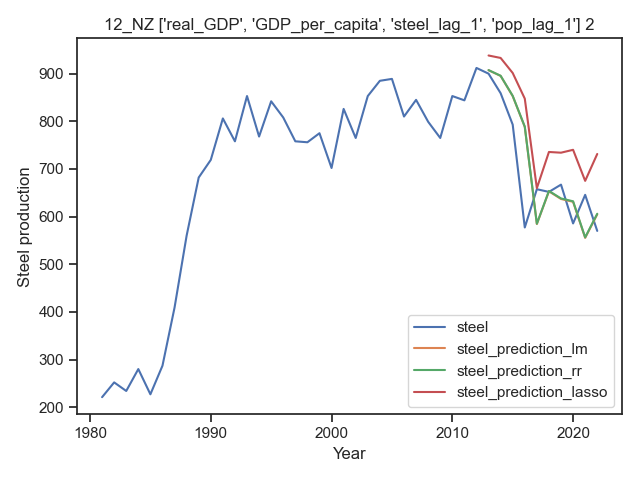 12_NZ ['real_GDP', 'GDP_per_capita', 'steel_lag_1', 'pop_lag_1'] 2
900
800
700
600
500
400
300
200
Steel production
steel
steel_prediction_lm
steel_prediction_rr
steel_prediction_lasso
1980
1990
2000
2010
2020
Year